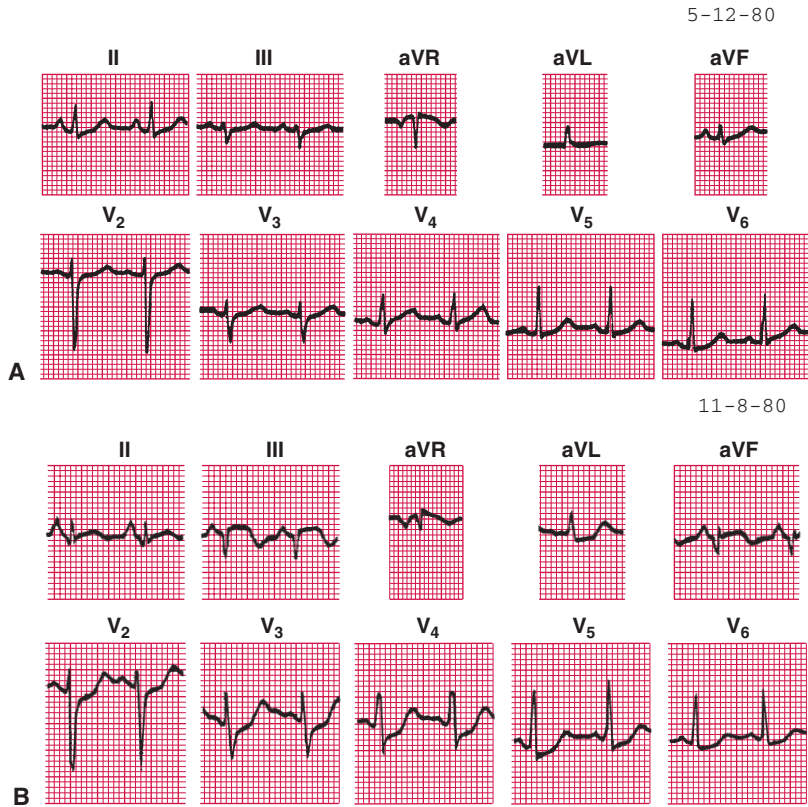 5-12-80
II III aVR aVL aVF
V2 V3 V4 V5 V6
A
11-8-80
II III aVR aVL aVF
V2 V3 V4 V5 V6
B